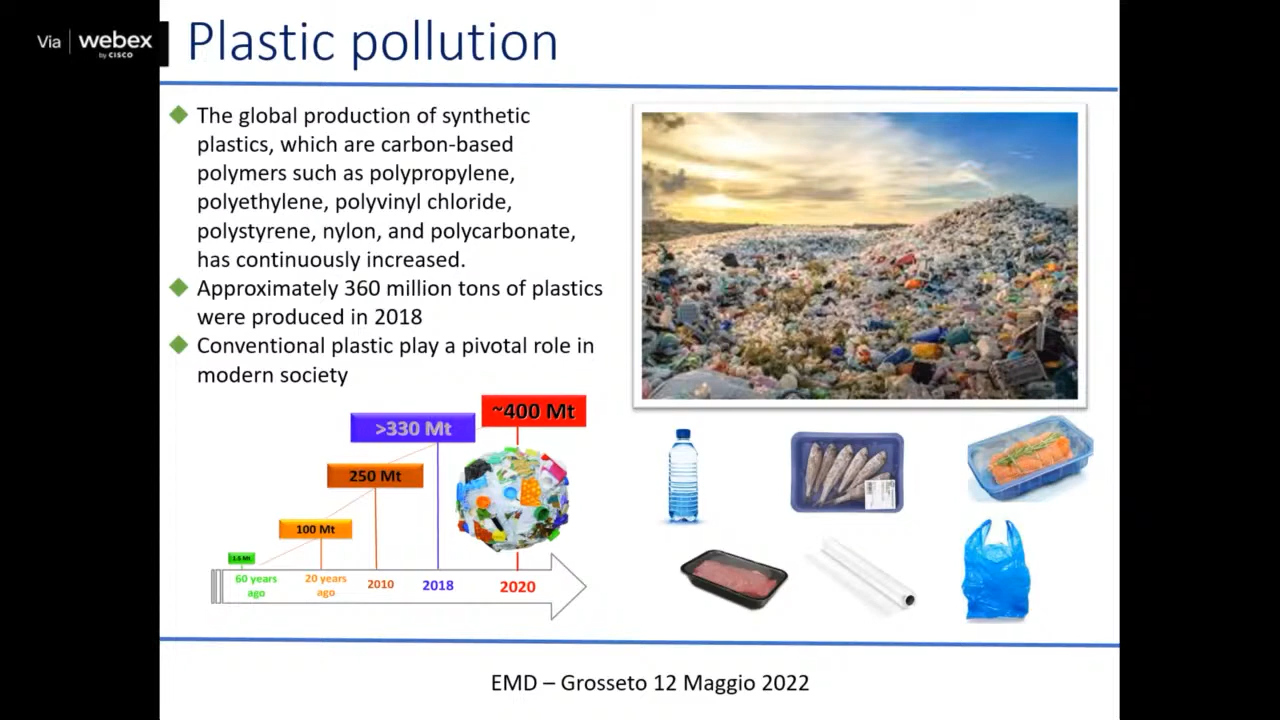 Via webex
by CISCO
Plastic pollution
The global production of synthetic
plastics, which are carbon-based
polymers such as polypropylene,
polyethylene, polyvinyl chloride,
polystyrene, nylon, and polycarbonate,
has continuously increased.
Approximately 360 million tons of plastics
were produced in 2018
Conventional plastic play a pivotal role in
modern society
~400 Mt
>330 Mt
250 Mt
100 Mt
60 years
ago
20 years
ago
2010
2018
2020
EMD – Grosseto 12 Maggio 2022